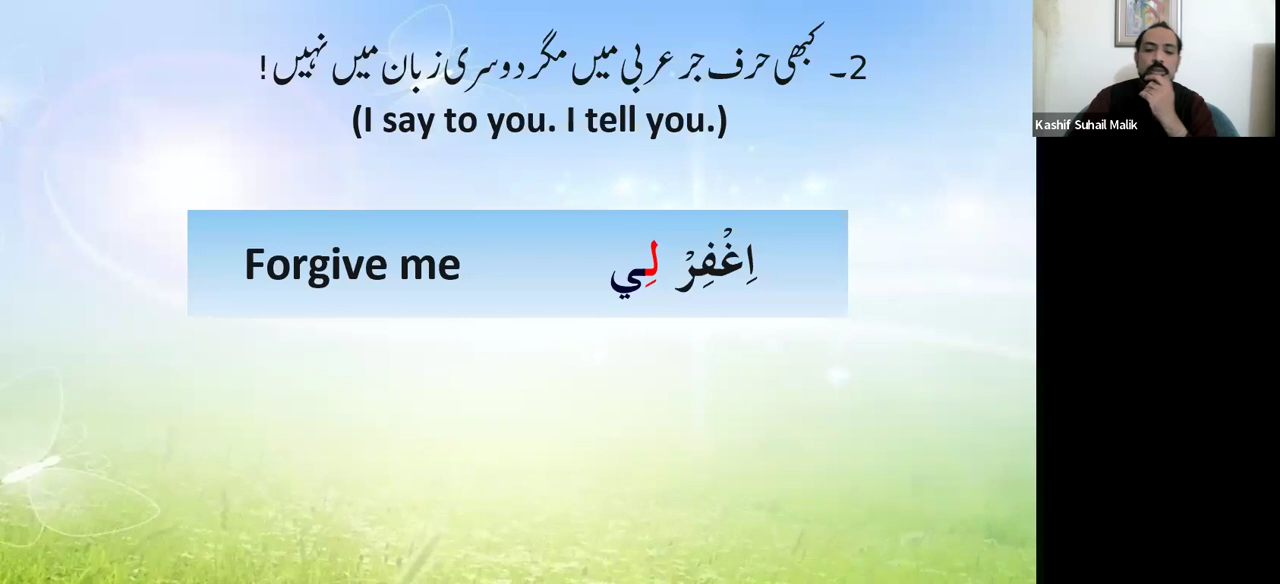 2۔ کبھی حرف جر عربی میں مگر دوسری زبان میں نہیں!
(I say to you. I tell you.)
Forgive me اِغْفِرْ لِي
Kashif Suhail Malik